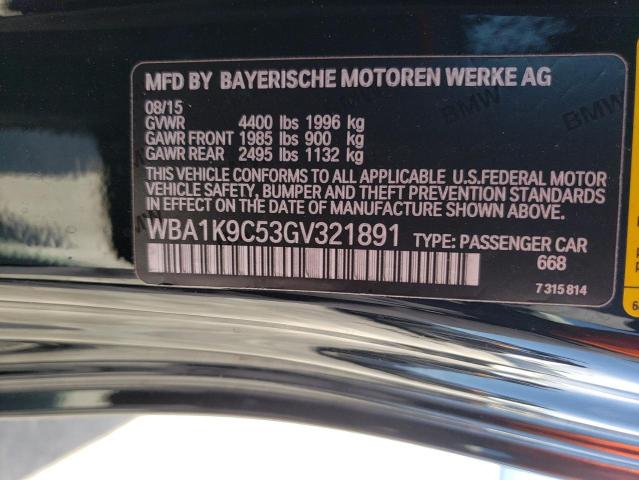 MFD BY BAYERISCHE MOTOREN WERKE AG
08/15
GVWR 4400 lbs 1996 kg
GAWR FRONT 1985 lbs 900 kg
GAWR REAR 2495 lbs 1132 kg
THIS VEHICLE CONFORMS TO ALL APPLICABLE U.S.FEDERAL MOTOR
VEHICLE SAFETY, BUMPER AND THEFT PREVENTION STANDARDS
IN EFFECT ON THE DATE OF MANUFACTURE SHOWN ABOVE.
WBA1K9C53GV321891 TYPE: PASSENGER CAR
668
7 315 814
BMW
BMW